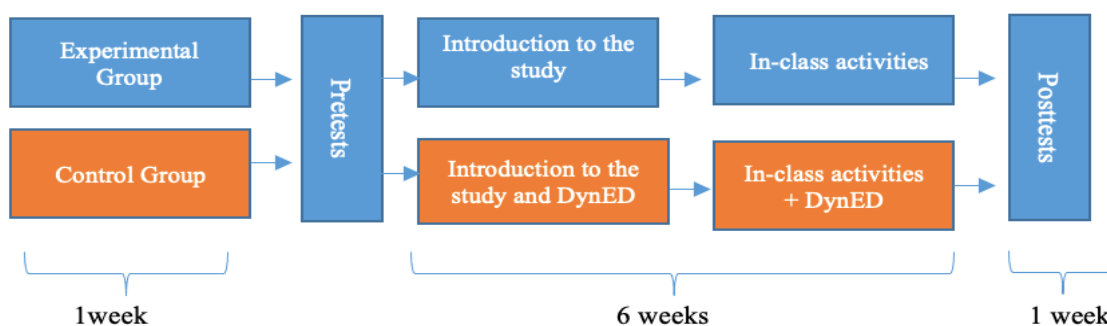 Experimental
Group
Pretests
Introduction to the
study
In-class activities
Posttests
Control Group
Introduction to the
study and DynED
In-class activities
+ DynED
1week
6 weeks
1 week